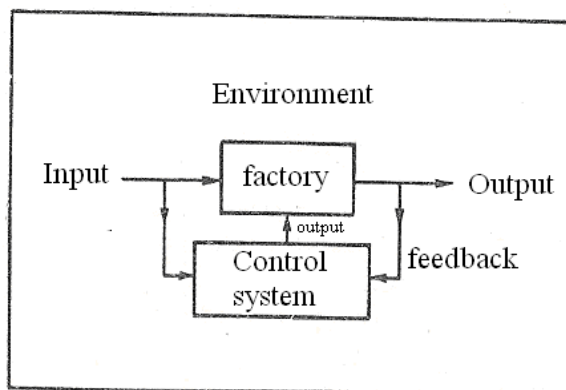 Environment
Input
factory
Output
output
feedback
Control
system